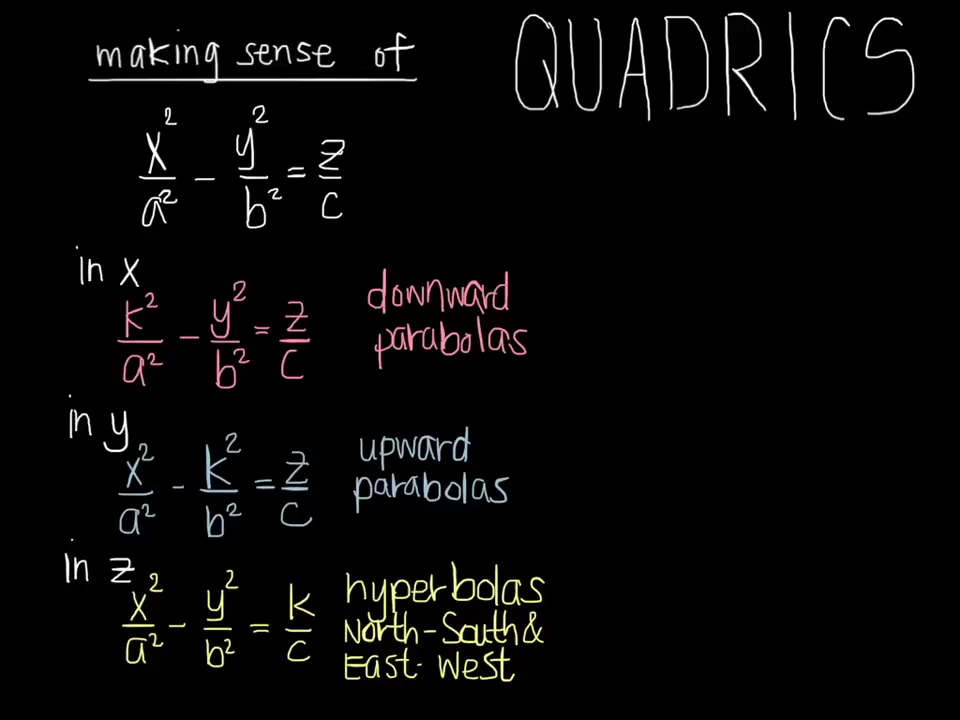 making sense of
QUADRICS
x²/a² - y²/b² = z/c
in x
k²/a² - y²/b² = z/c
downward
parabolas
in y
x²/a² - k²/b² = z/c
upward
parabolas
in z
x²/a² - y²/b² = k/c
hyperbolas
North-South &
East-West